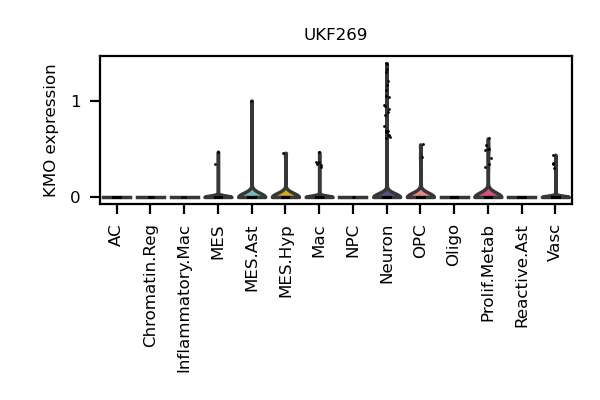 UKF269
KMO expression
1
0
AC
Chromatin.Reg
Inflammatory.Mac
MES
MES.Ast
MES.Hyp
Mac
NPC
Neuron
OPC
Oligo
Prolif.Metab
Reactive.Ast
Vasc